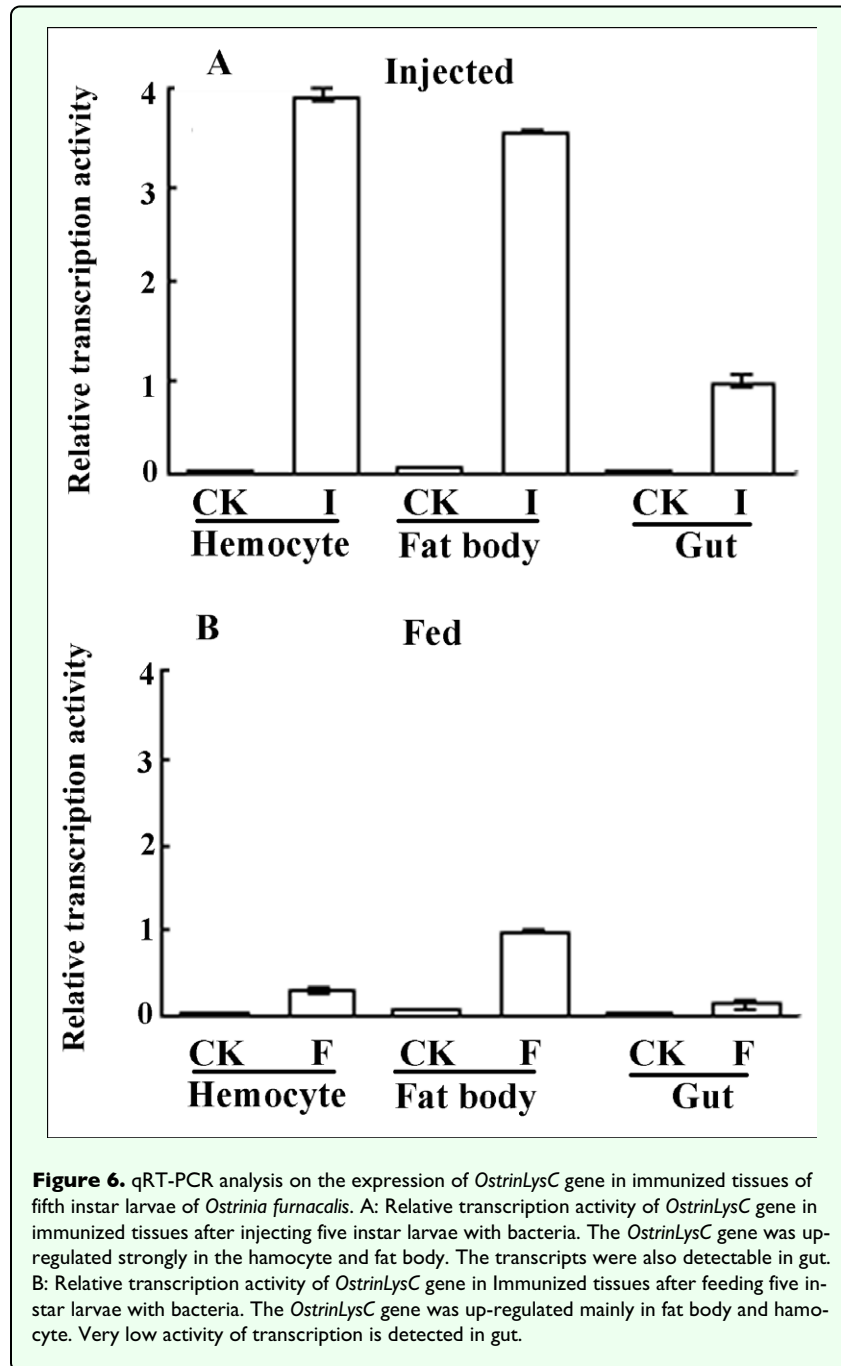 A
Injected
Relative transcription activity
4
3
2
1
0
CK I CK I CK I
Hemocyte Fat body Gut
B
Fed
Relative transcription activity
4
3
2
1
0
CK F CK F CK F
Hemocyte Fat body Gut
Figure 6. qRT-PCR analysis on the expression of OstrinLysC gene in immunized tissues of
fifth instar larvae of Ostrinia furnacalis. A: Relative transcription activity of OstrinLysC gene in
immunized tissues after injecting five instar larvae with bacteria. The OstrinLysC gene was up-
regulated strongly in the hamocyte and fat body. The transcripts were also detectable in gut.
B: Relative transcription activity of OstrinLysC gene in Immunized tissues after feeding five in-
star larvae with bacteria. The OstrinLysC gene was up-regulated mainly in fat body and hamo-
cyte. Very low activity of transcription is detected in gut.